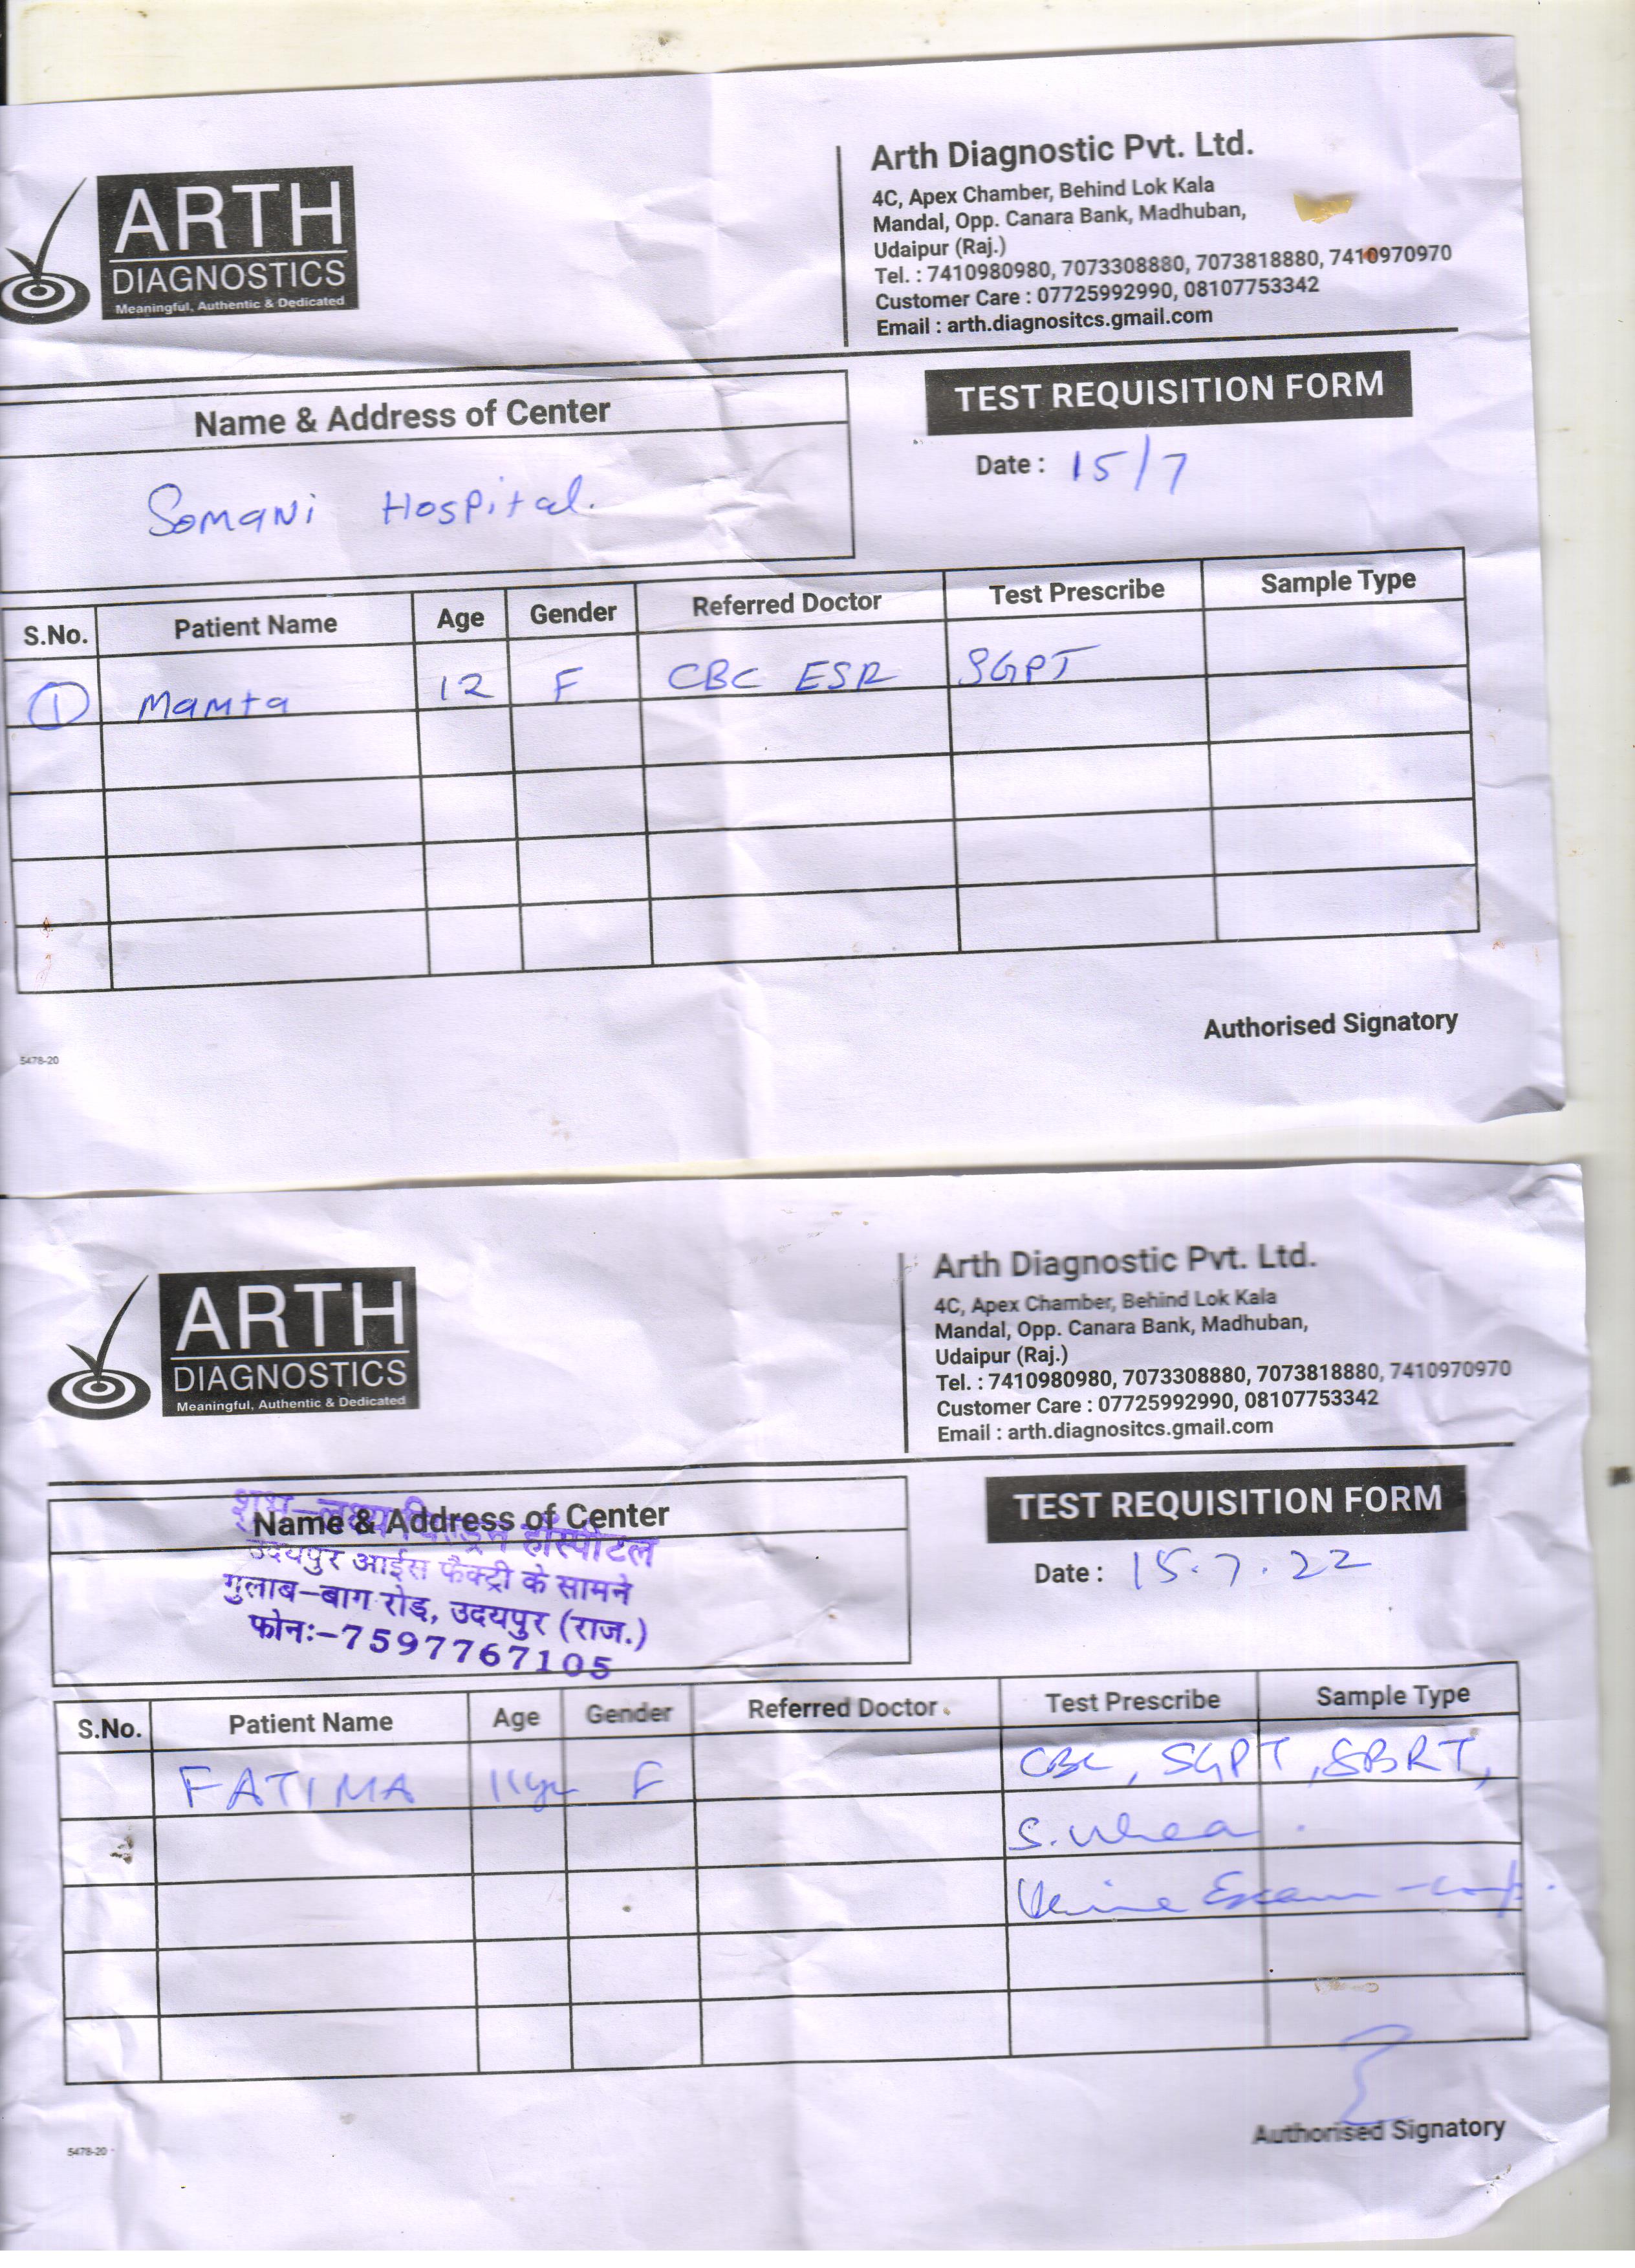 ARTH
DIAGNOSTICS
Meaningful, Authentic & Dedicated
Arth Diagnostic Pvt. Ltd.
4C, Apex Chamber, Behind Lok Kala
Mandal, Opp. Canara Bank, Madhuban,
Udaipur (Raj.)
Tel. : 7410980980, 7073308880, 7073818880, 7410970970
Customer Care : 07725992990, 08107753342
Email : arth.diagnositcs.gmail.com
Name & Address of Center
TEST REQUISITION FORM
Somani Hospital.
Date : 15/7
S.No. Patient Name Age Gender Referred Doctor Test Prescribe Sample Type
1 Mamta 12 F CBC ESR SGPT
Authorised Signatory
5478-20
ARTH
DIAGNOSTICS
Meaningful, Authentic & Dedicated
Arth Diagnostic Pvt. Ltd.
4C, Apex Chamber, Behind Lok Kala
Mandal, Opp. Canara Bank, Madhuban,
Udaipur (Raj.)
Tel. : 7410980980, 7073308880, 7073818880, 7410970970
Customer Care : 07725992990, 08107753342
Email : arth.diagnositcs.gmail.com
Name & Address of Center
TEST REQUISITION FORM
हॉस्पीटल
उदयपुर आईस फैक्ट्री के सामने
गुलाब-बाग रोड़, उदयपुर (राज.)
फोनः-7597767105
Date : 15.7.22
S.No. Patient Name Age Gender Referred Doctor Test Prescribe Sample Type
FATIMA 11yr F CBC, SGPT, SBRT,
S. Urea.
Urine Exam
Authorised Signatory
5478-20